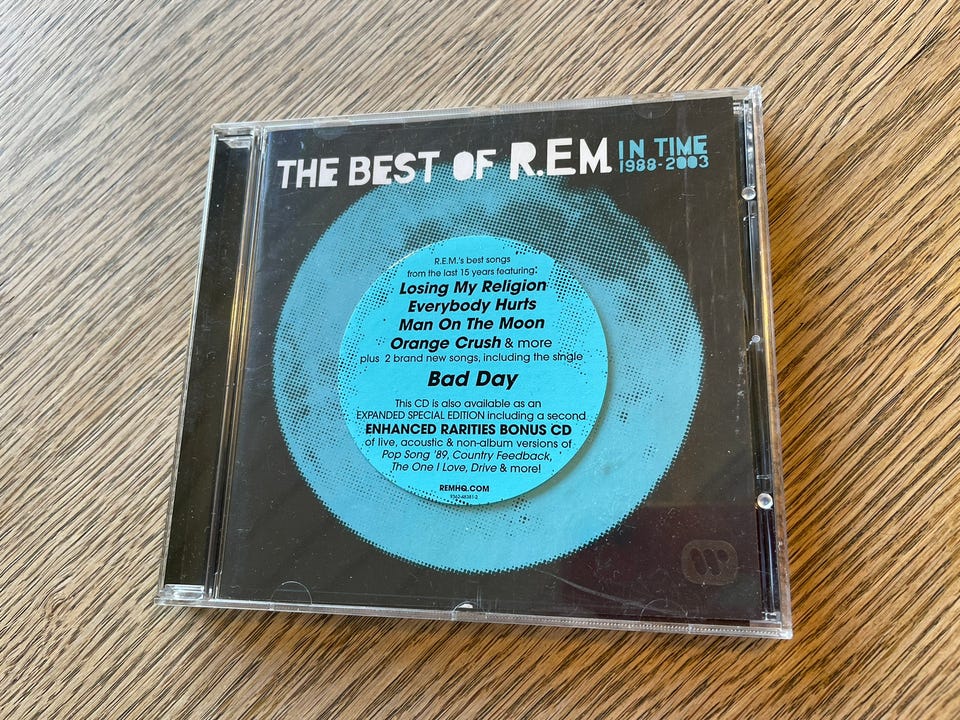 THE BEST OF R.E.M. IN TIME
1988-2003
R.E.M.'s best songs
from the last 15 years featuring:
Losing My Religion
Everybody Hurts
Man On The Moon
Orange Crush & more
plus 2 brand new songs, including the single
Bad Day
This CD is also available as an
EXPANDED SPECIAL EDITION including a second
ENHANCED RARITIES BONUS CD
of live, acoustic & non-album versions of
Pop Song '89, Country Feedback,
The One I Love, Drive & more!
REMHQ.COM
9362-48381-2